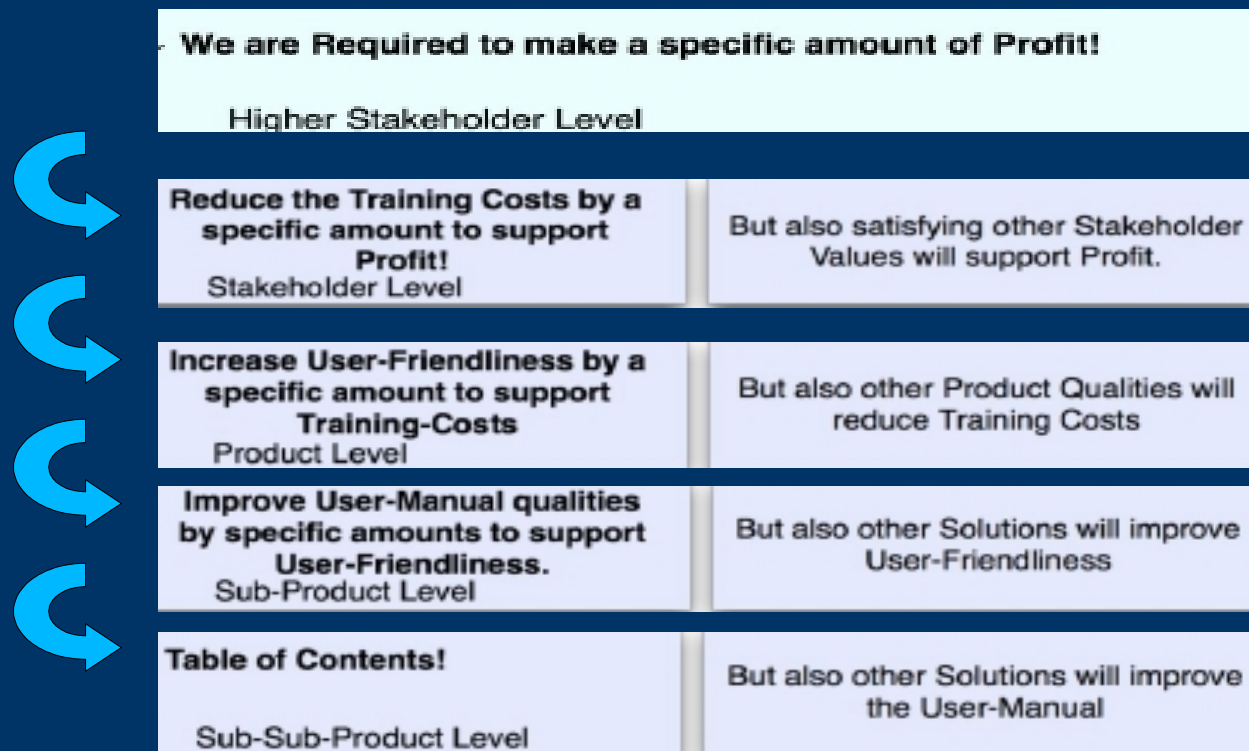 We are Required to make a specific amount of Profit!
Higher Stakeholder Level
Reduce the Training Costs by a
specific amount to support
Profit!
Stakeholder Level
But also satisfying other Stakeholder
Values will support Profit.
Increase User-Friendliness by a
specific amount to support
Training-Costs
Product Level
But also other Product Qualities will
reduce Training Costs
Improve User-Manual qualities
by specific amounts to support
User-Friendliness.
Sub-Product Level
But also other Solutions will improve
User-Friendliness
Table of Contents!
Sub-Sub-Product Level
But also other Solutions will improve
the User-Manual